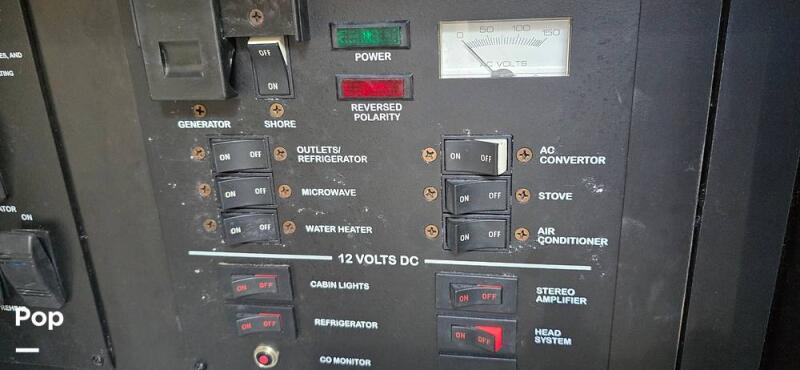 S, AND
ATING
OFF
ON
POWER
0 50 100 150
AC VOLTS
REVERSED
POLARITY
GENERATOR
SHORE
ON OFF
OUTLETS/
REFRIGERATOR
ON OFF
AC
CONVERTOR
ON OFF
MICROWAVE
ON OFF
STOVE
ON OFF
WATER HEATER
ON OFF
AIR
CONDITIONER
ATOR ON
12 VOLTS DC
ON OFF
CABIN LIGHTS
ON OFF
STEREO
AMPLIFIER
ON OFF
REFRIGERATOR
ON OFF
HEAD
SYSTEM
CO MONITOR
Pop